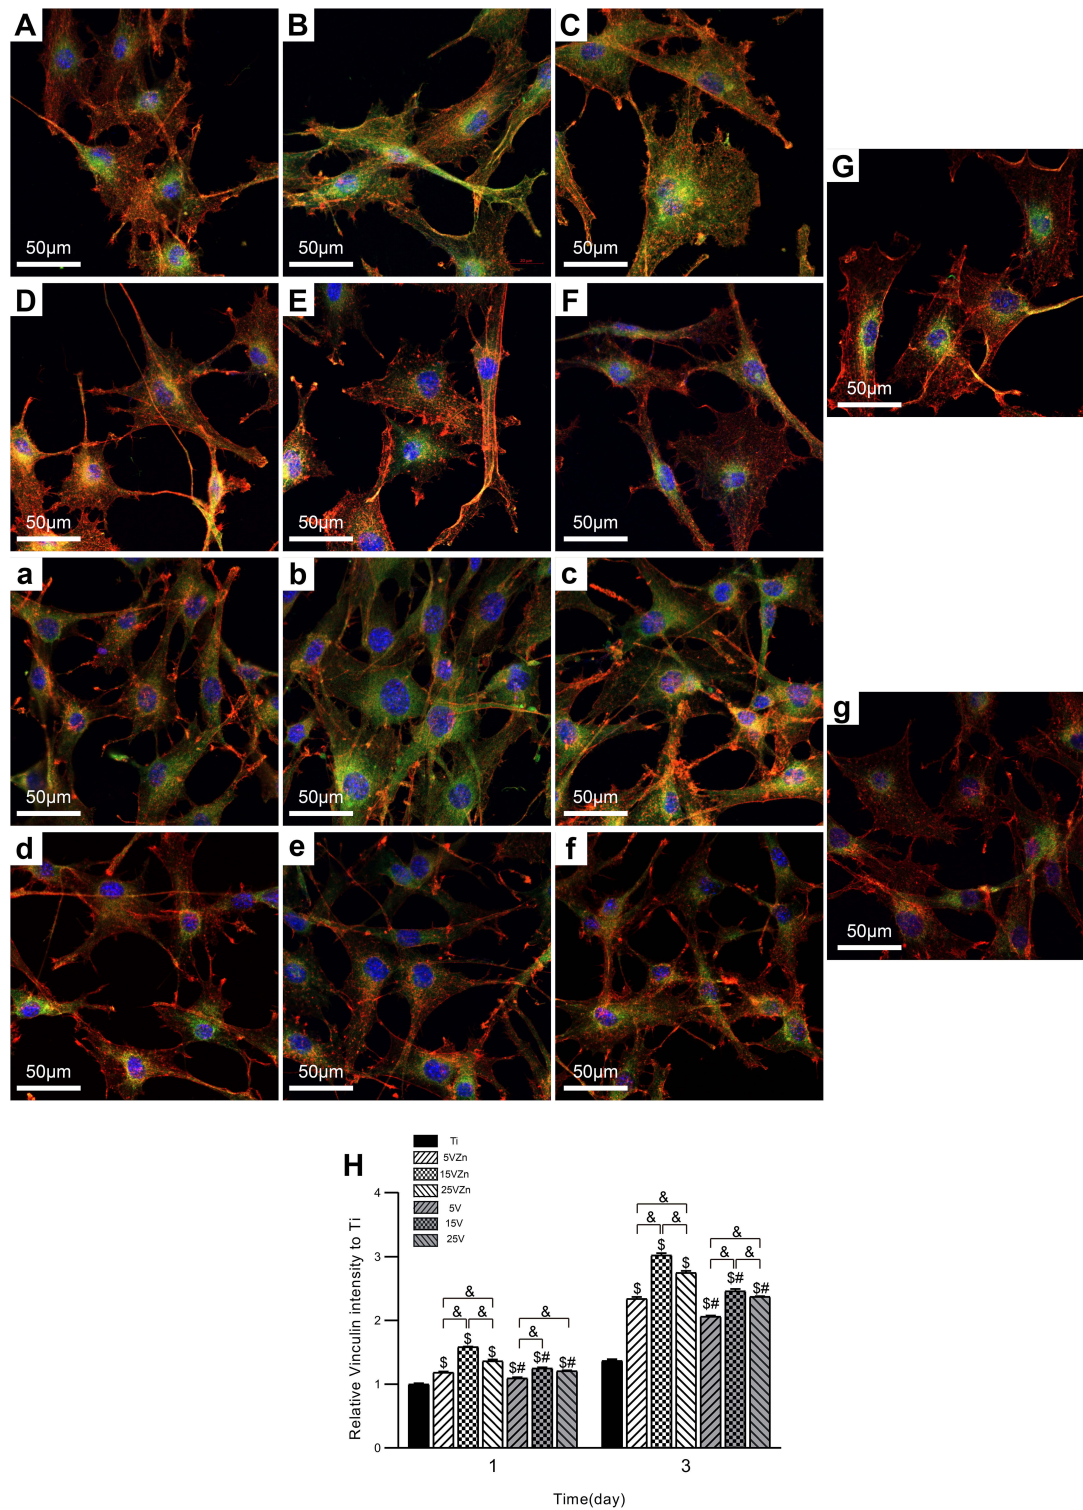 A
50μm
B
50μm
C
50μm
G
50μm
D
50μm
E
50μm
F
50μm
a
50μm
b
50μm
c
50μm
g
50μm
d
50μm
e
50μm
f
50μm
H
Ti
5VZn
15VZn
25VZn
5V
15V
25V
Relative Vinculin intensity to Ti
4
3
2
1
0
&
& &
$ $ $
&
&
$# $# $#
&
& &
$ $ $
&
& &
$# $# $#
1 3
Time(day)